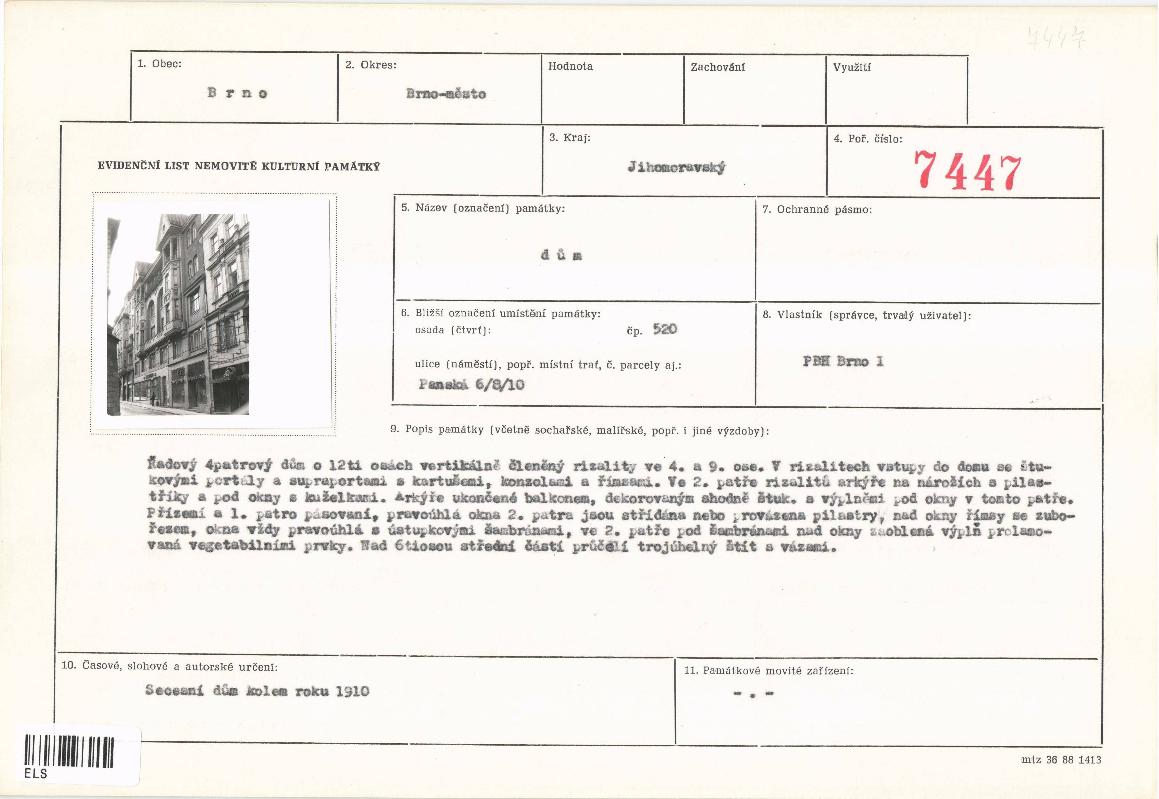 7447
1. Obec:
B r n o
2. Okres:
Brno-město
Hodnota
Zachování
Využití
EVIDENČNÍ LIST NEMOVITÉ KULTURNÍ PAMÁTKY
3. Kraj:
Jihomoravský
4. Poř. číslo:
7447
5. Název (označení) památky:
d ů m
7. Ochranné pásmo:
6. Bližší označení umístění památky:
osada (čtvrť):
čp. 520
ulice (náměstí), popř. místní trať, č. parcely aj.:
Panská 6/8/10
8. Vlastník (správce, trvalý uživatel):
PBH Brno 1
9. Popis památky (včetně sochařské, malířské, popř. i jiné výzdoby):
Řadový 4patrový dům o 12ti osách vertikálně členěný rizality ve 4. a 9. ose. V rizalitech vstupy do domu se štu-
kovými portály a supraportami s kartušemi, konzolami a římsami. Ve 2. patře rizalitů arkýře na nárožích s pilas-
tříky a pod okny s kuželkami. Arkýře ukončené balkonem, dekorovaným shodně štuk. s výplněmi pod okny v tomto patře.
Přízemí a 1. patro pásovaní, pravoúhlá okna 2. patra jsou střídána nebo provázena pilastry, nad okny římsy se zubo-
řezem, okna vždy pravoúhlá s ústupkovými šambránami, ve 2. patře pod šambránami nad okny zaoblená výplň prolamo-
vaná vegetabilními prvky. Nad 6tiosou střední částí průčelí trojúhelný štít s vázami.
10. Časové, slohové a autorské určení:
Secesní dům kolem roku 1910
11. Památkové movité zařízení:
- . -
ELS
mtz 36 88 1413